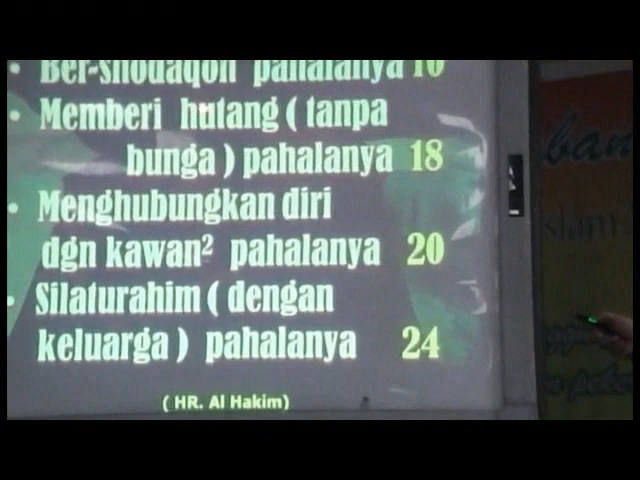 • Ber-shodaqoh pahalanya 10
• Memberi hutang ( tanpa
bunga ) pahalanya 18
• Menghubungkan diri
dgn kawan² pahalanya 20
• Silaturahim ( dengan
keluarga ) pahalanya 24
( HR. Al Hakim)